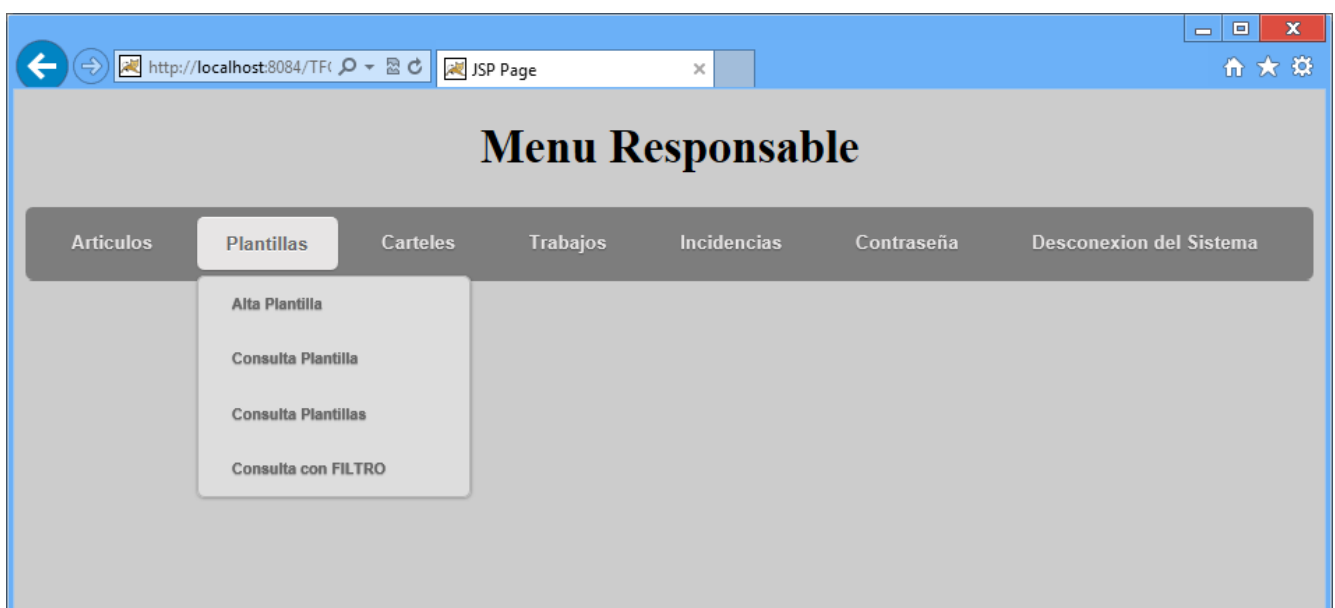 http://localhost:8084/TF
JSP Page
Menu Responsable
Articulos Plantillas Carteles Trabajos Incidencias Contraseña Desconexion del Sistema
Alta Plantilla
Consulta Plantilla
Consulta Plantillas
Consulta con FILTRO